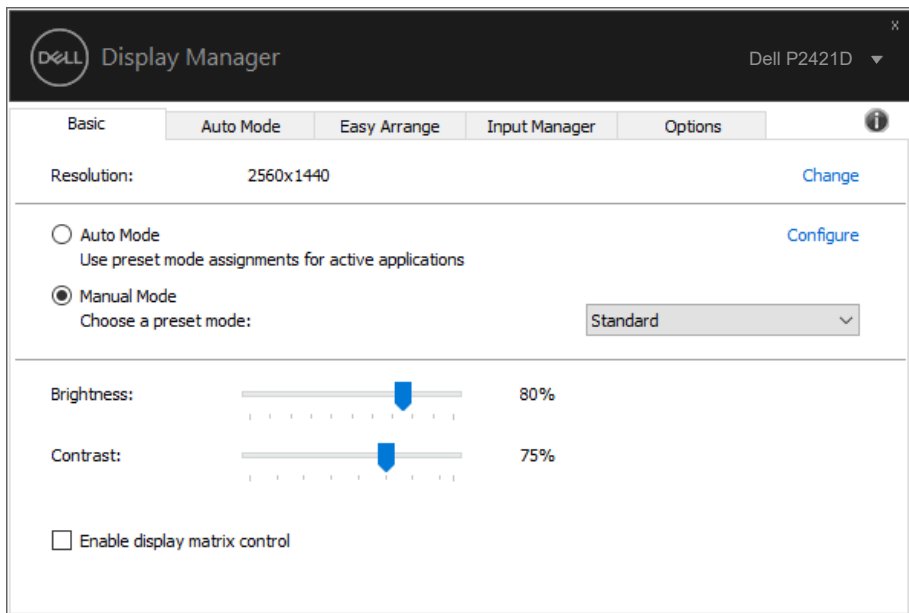 x
DELL Display Manager Dell P2421D
Basic Auto Mode Easy Arrange Input Manager Options i
Resolution: 2560x1440 Change
Auto Mode Configure
Use preset mode assignments for active applications
Manual Mode
Choose a preset mode: Standard
Brightness: 80%
Contrast: 75%
Enable display matrix control